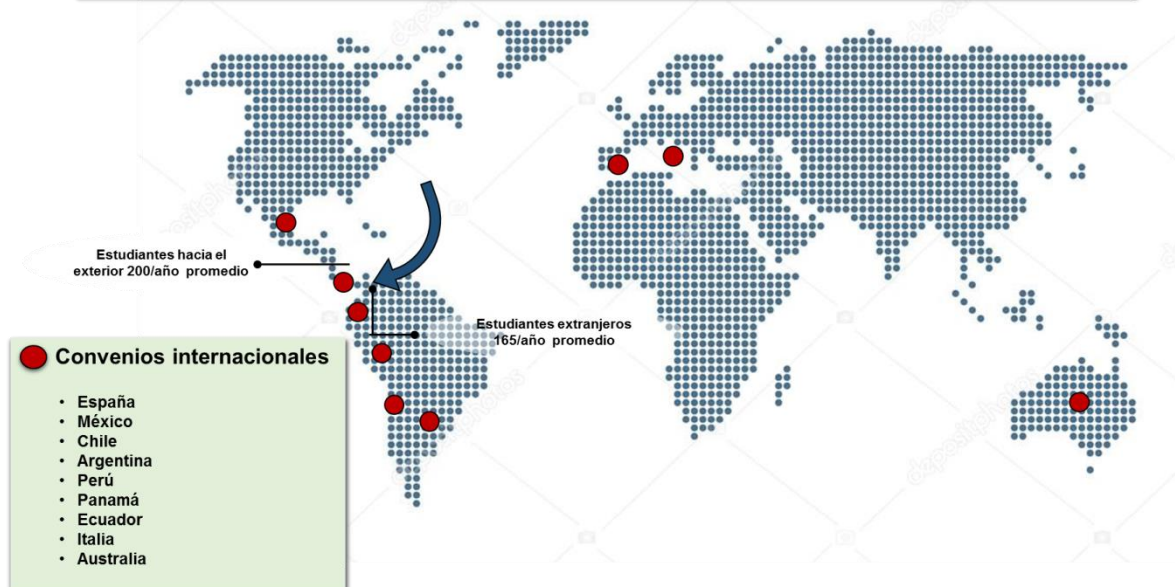 Estudiantes hacia el
exterior 200/año promedio
Estudiantes extranjeros
165/año promedio
Convenios internacionales
• España
• México
• Chile
• Argentina
• Perú
• Panamá
• Ecuador
• Italia
• Australia
depositphotos